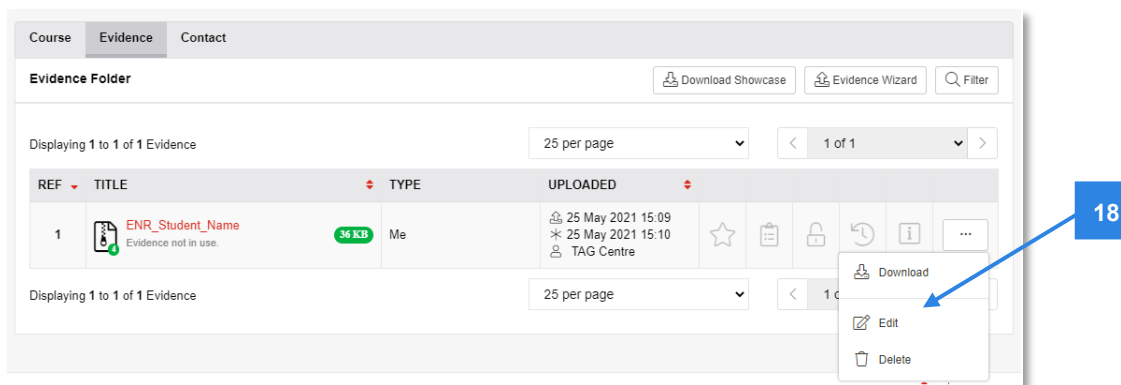 Course Evidence Contact
Evidence Folder Download Showcase Evidence Wizard Filter
Displaying 1 to 1 of 1 Evidence 25 per page < 1 of 1 >
REF TITLE TYPE UPLOADED
1 ENR_Student_Name 36 KB Me 25 May 2021 15:09
Evidence not in use. 4 25 May 2021 15:10
TAG Centre
...
18
Download
Displaying 1 to 1 of 1 Evidence 25 per page < 1
Edit
Delete